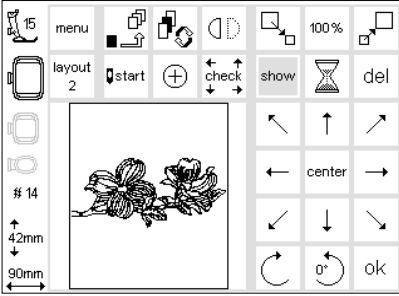 15
menu
100%
layout
2
start
check
show
del
center
# 14
42mm
90mm
0°
ok